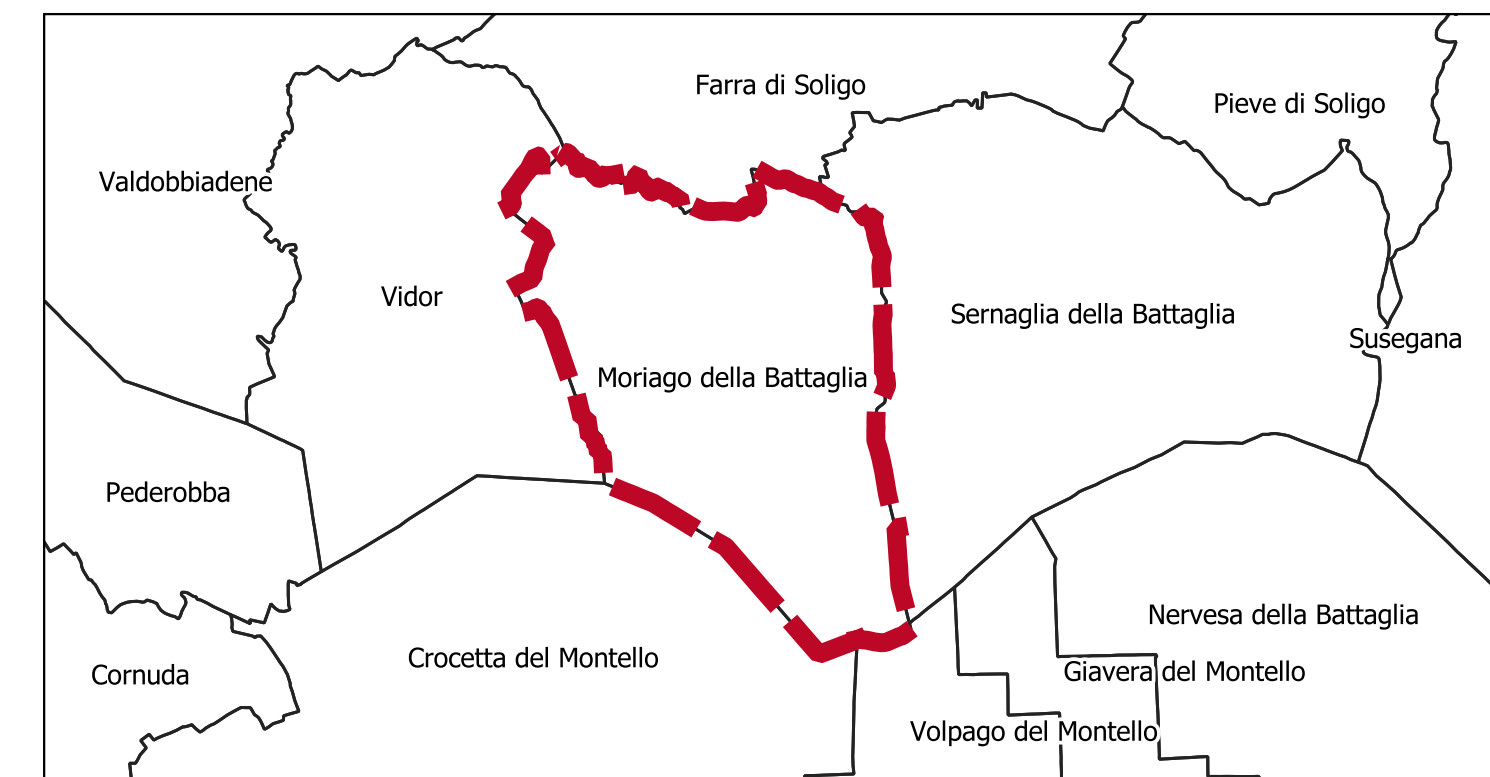 Farra di Soligo
Pieve di Soligo
Valdobbiadene
Vidor
Sernaglia della Battaglia
Susegana
Moriago della Battaglia
Pederobba
Nervesa della Battaglia
Crocetta del Montello
Giavera del Montello
Cornuda
Volpago del Montello